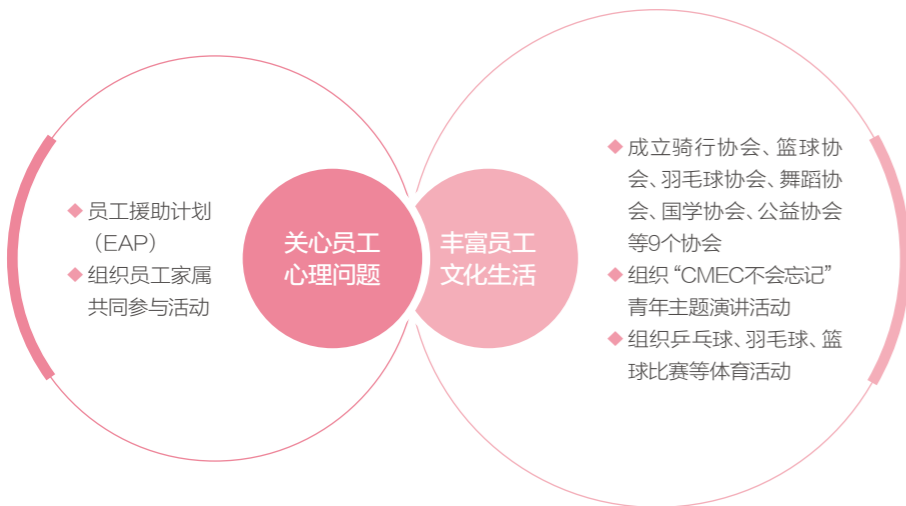 ◆员工援助计划
（EAP）
◆组织员工家属
共同参与活动
关心员工
心理问题
丰富员工
文化生活
◆成立骑行协会、篮球协
会、羽毛球协会、舞蹈协
会、国学协会、公益协会
等9个协会
◆组织“CMEC不会忘记”
青年主题演讲活动
◆组织乒乓球、羽毛球、篮
球比赛等体育活动